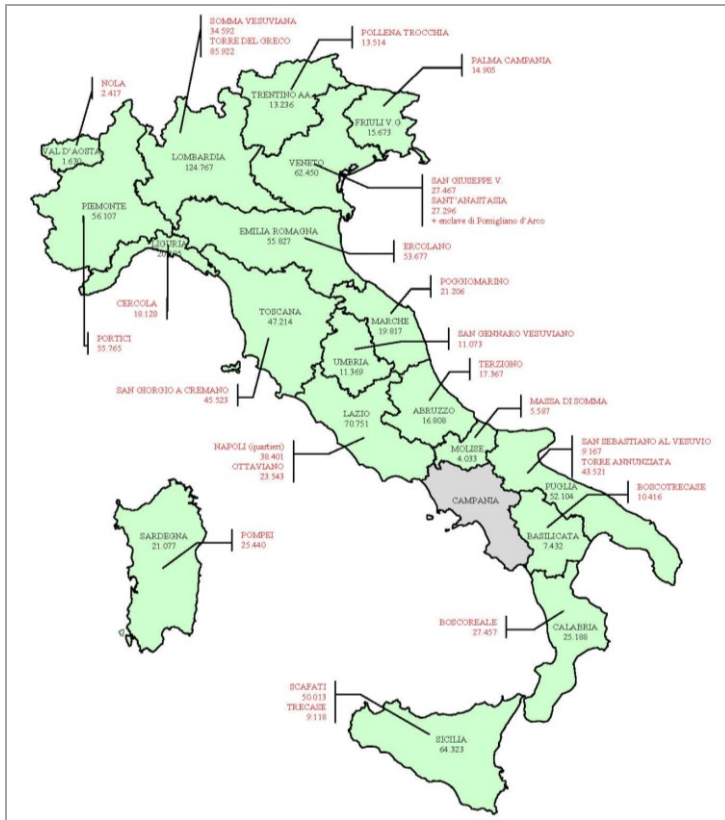 SOMMA VESUVIANA
34.592
TORRE DEL GRECO
85.922
POLLENA TROCCHIA
13.514
PALMA CAMPANIA
14.905
NOLA
2.417
TRENTINO AA.
13.236
FRIULI V. G
15.673
VAL D'AOSTA
1.630
LOMBARDIA
124.767
VENETO
62.450
SAN GIUSEPPE V.
27.467
SANT'ANASTASIA
27.296
+ enclave di Pomigliano d'Arco
PIEMONTE
56.107
EMILIA ROMAGNA
55.827
LIGURIA
ERCOLANO
53.677
POGGIOMARINO
21.206
CERCOLA
18.128
TOSCANA
47.214
MARCHE
19.817
SAN GENNARO VESUVIANO
11.073
PORTICI
55.765
UMBRIA
11.369
TERZIGNO
17.367
SAN GIORGIO A CREMANO
45.523
ABRUZZO
16.808
MASSA DI SOMMA
5.587
LAZIO
70.751
NAPOLI (quartieri)
38.401
OTTAVIANO
23.543
MOLISE
4.033
SAN SEBASTIANO AL VESUVIO
9.167
TORRE ANNUNZIATA
43.521
PUGLIA
52.104
BOSCOTRECASE
10.416
CAMPANIA
BASILICATA
7.432
SARDEGNA
21.077
POMPEI
25.440
BOSCOREALE
27.457
CALABRIA
25.188
SCAFATI
50.013
TRECASE
9.118
SICILIA
64.323